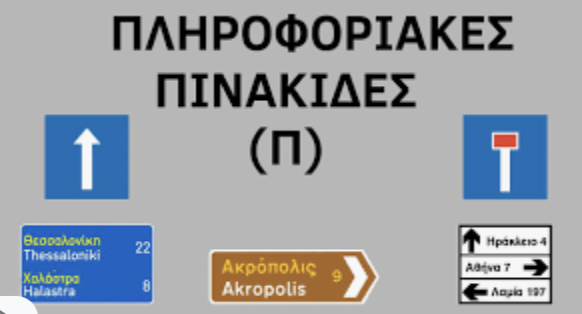 ΠΛΗΡΟΦΟΡΙΑΚΕΣ
ΠΙΝΑΚΙΔΕΣ
(Π)
Θεσσαλονίκη 22
Thessaloniki
Χαλάστρα 8
Halastra
Ακρόπολις 9
Akropolis
Ηράκλειο 4
Αθήνα 7
Λαμία 197